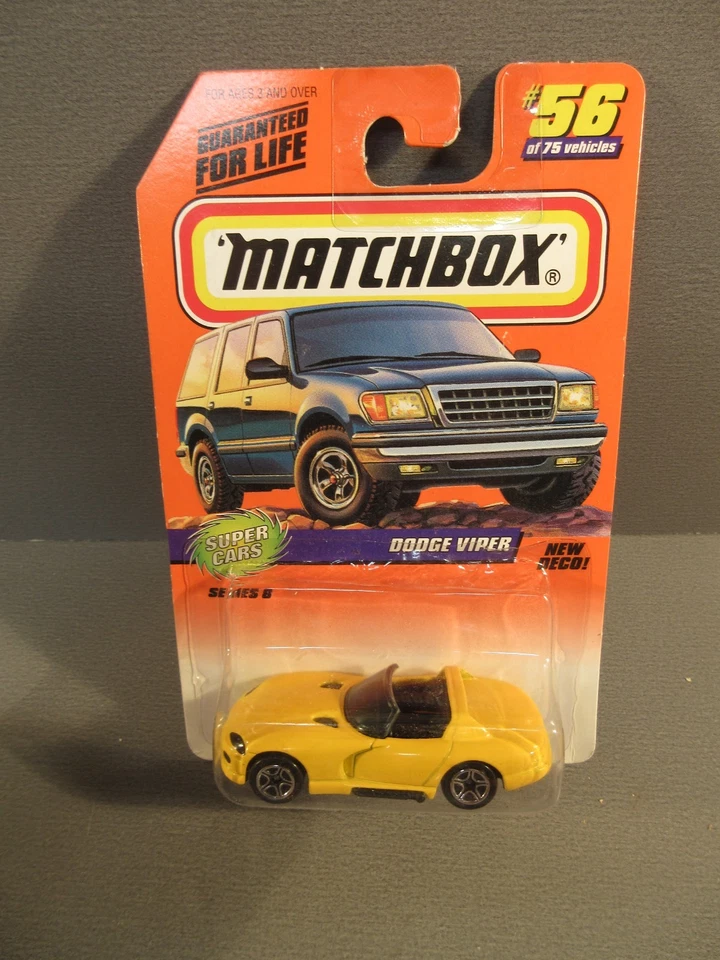 FOR AGES 3 AND OVER
GUARANTEED
FOR LIFE
#56
of 75 vehicles
'MATCHBOX'®
SUPER
CARS
DODGE VIPER
NEW
DECO!
SERIES 6